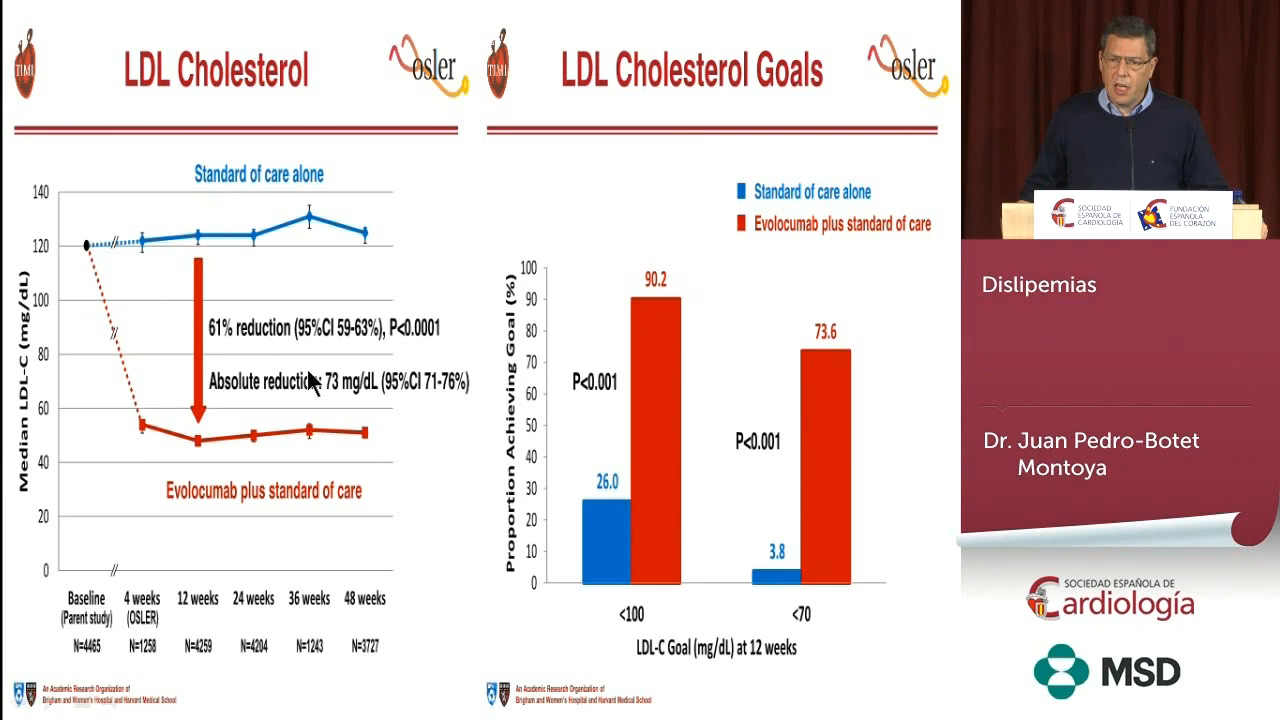 TIMI
LDL Cholesterol
osler
Standard of care alone
140
120
100
80
60
40
20
0
Median LDL-C (mg/dL)
61% reduction (95%CI 59-63%), P<0.0001
Absolute reduction: 73 mg/dL (95%CI 71-76%)
Evolocumab plus standard of care
Baseline
(Parent study)
4 weeks
(OSLER)
12 weeks
24 weeks
36 weeks
48 weeks
N=4465
N=1258
N=4259
N=4204
N=1243
N=3727
An Academic Research Organization of
Brigham and Women's Hospital and Harvard Medical School
TIMI
LDL Cholesterol Goals
osler
Standard of care alone
Evolocumab plus standard of care
Proportion Achieving Goal (%)
100
90
80
70
60
50
40
30
20
10
0
P<0.001
26.0
90.2
P<0.001
3.8
73.6
<100
<70
LDL-C Goal (mg/dL) at 12 weeks
An Academic Research Organization of
Brigham and Women's Hospital and Harvard Medical School
SOCIEDAD
ESPAÑOLA DE
CARDIOLOGÍA
FUNDACIÓN
ESPAÑOLA
DEL CORAZÓN
Dislipemias
Dr. Juan Pedro-Botet
Montoya
SOCIEDAD ESPAÑOLA DE
Cardiología
MSD